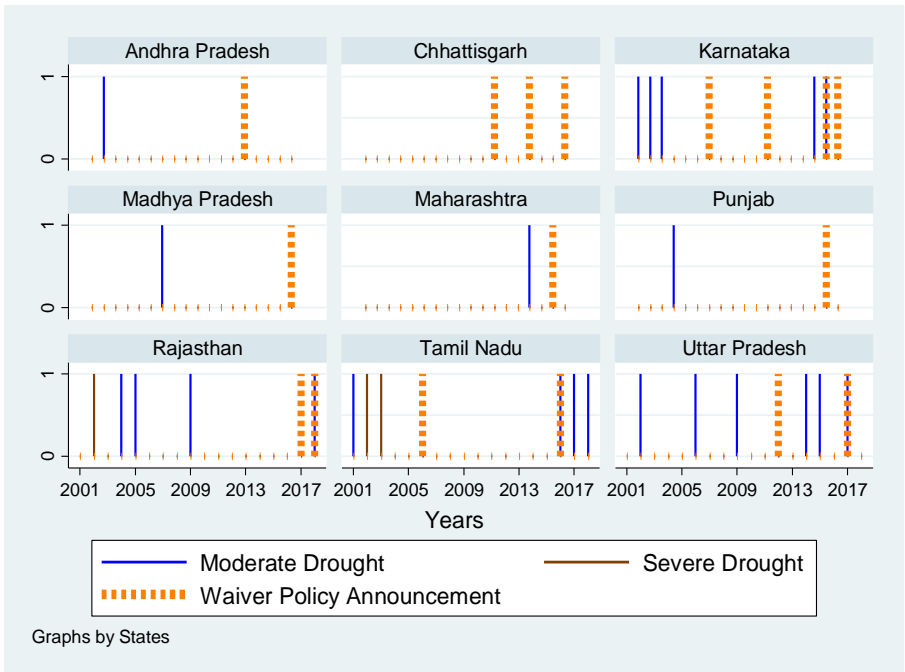 Andhra Pradesh Chhattisgarh Karnataka
1
0
Madhya Pradesh Maharashtra Punjab
1
0
Rajasthan Tamil Nadu Uttar Pradesh
1
0
2001 2005 2009 2013 2017 2001 2005 2009 2013 2017 2001 2005 2009 2013 2017
Years
Moderate Drought Severe Drought
Waiver Policy Announcement
Graphs by States